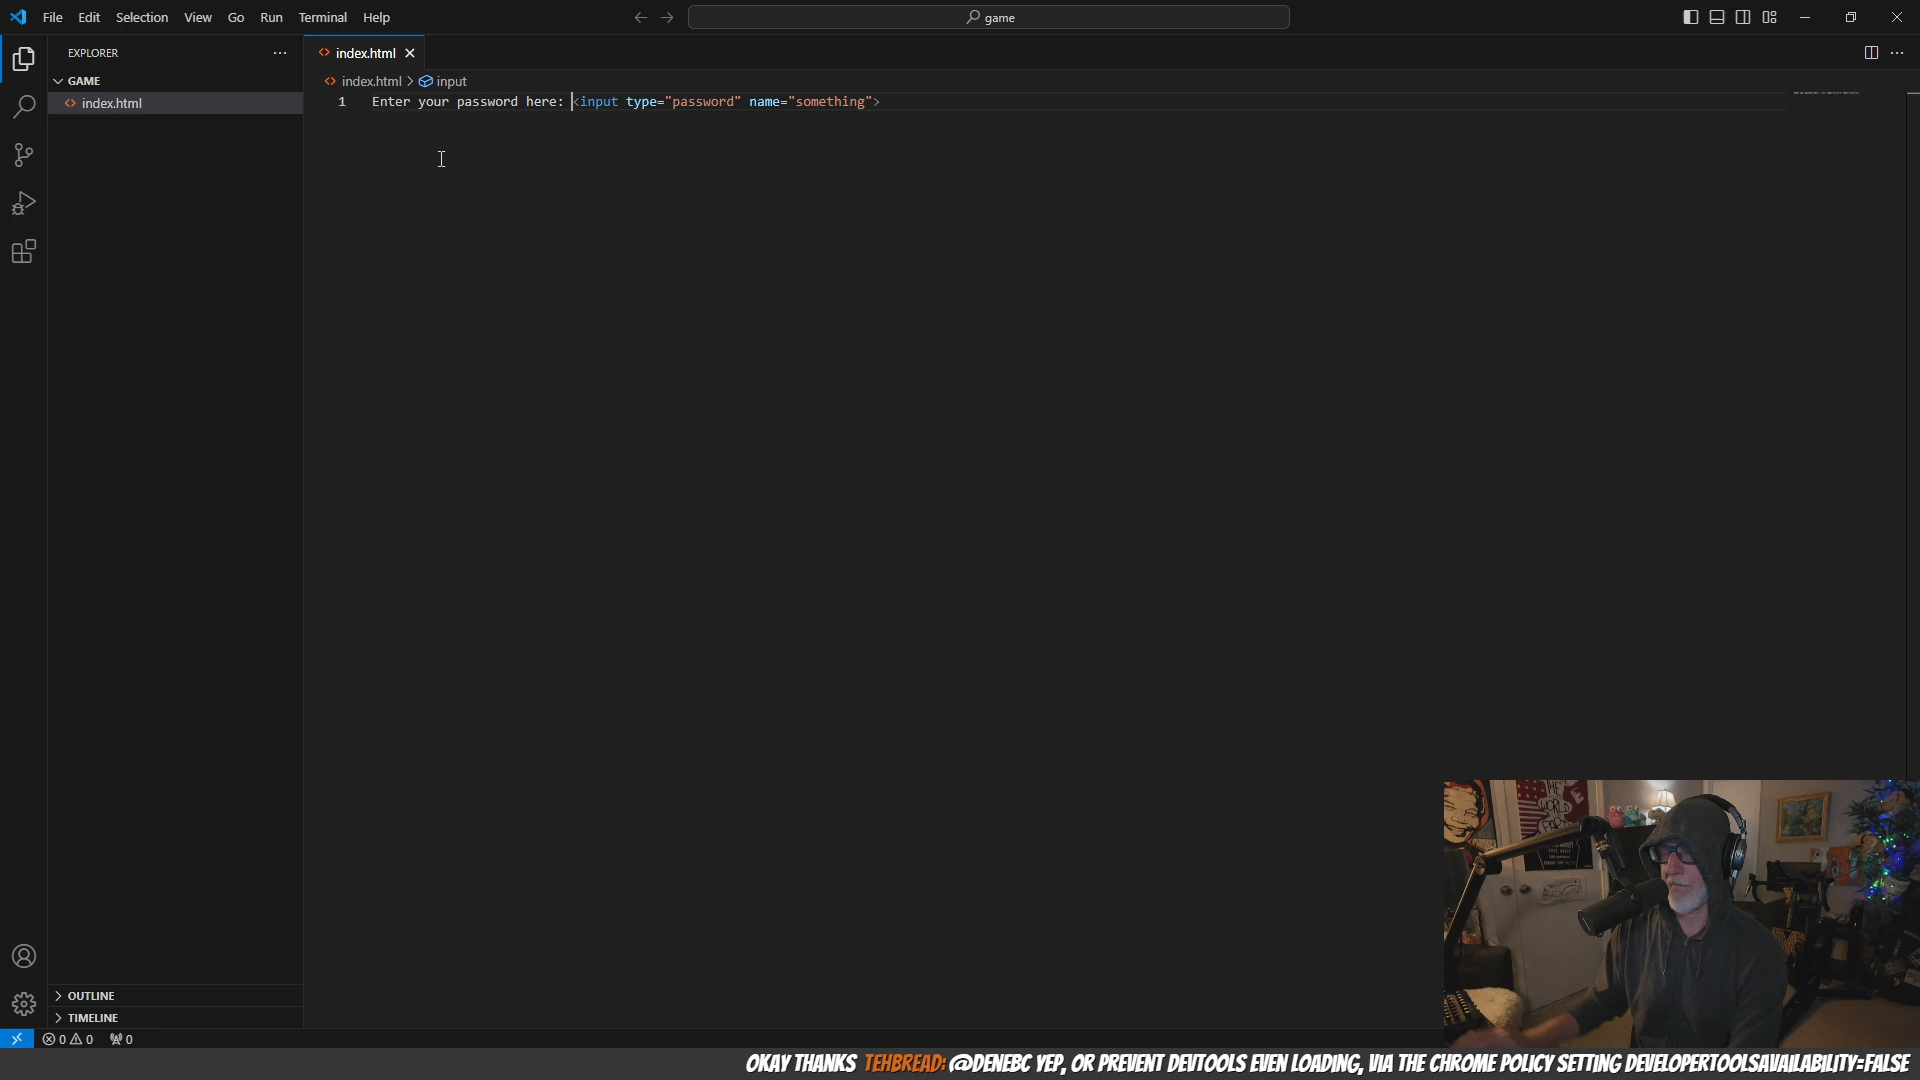 File Edit Selection View Go Run Terminal Help
game
EXPLORER
GAME
index.html
index.html
index.html > input
1 Enter your password here: <input type="password" name="something">
THE WORLD
OUTLINE
TIMELINE
0 0 0
OKAY THANKS TEHBREAD: @DENEBC YEP, OR PREVENT DEVTOOLS EVEN LOADING, VIA THE CHROME POLICY SETTING DEVELOPERTOOLSAVAILABILITY=FALSE